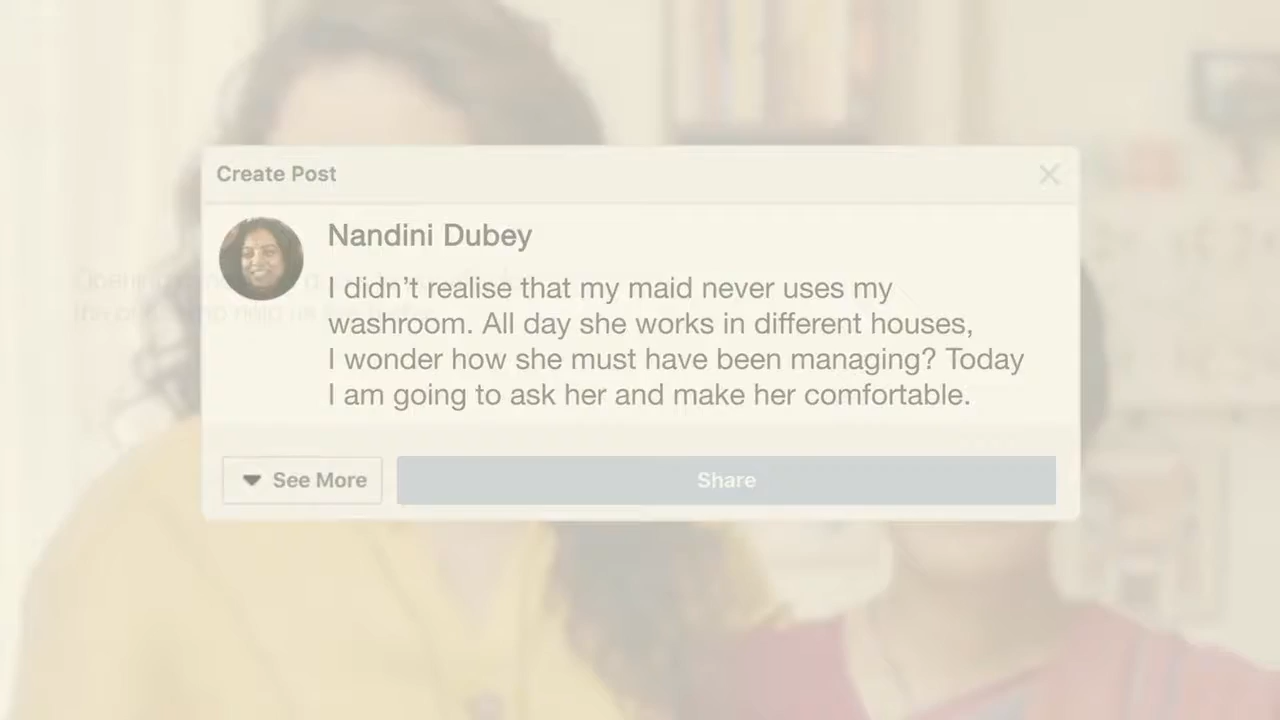 Create Post
Nandini Dubey
I didn't realise that my maid never uses my
washroom. All day she works in different houses,
I wonder how she must have been managing? Today
I am going to ask her and make her comfortable.
See More
Share